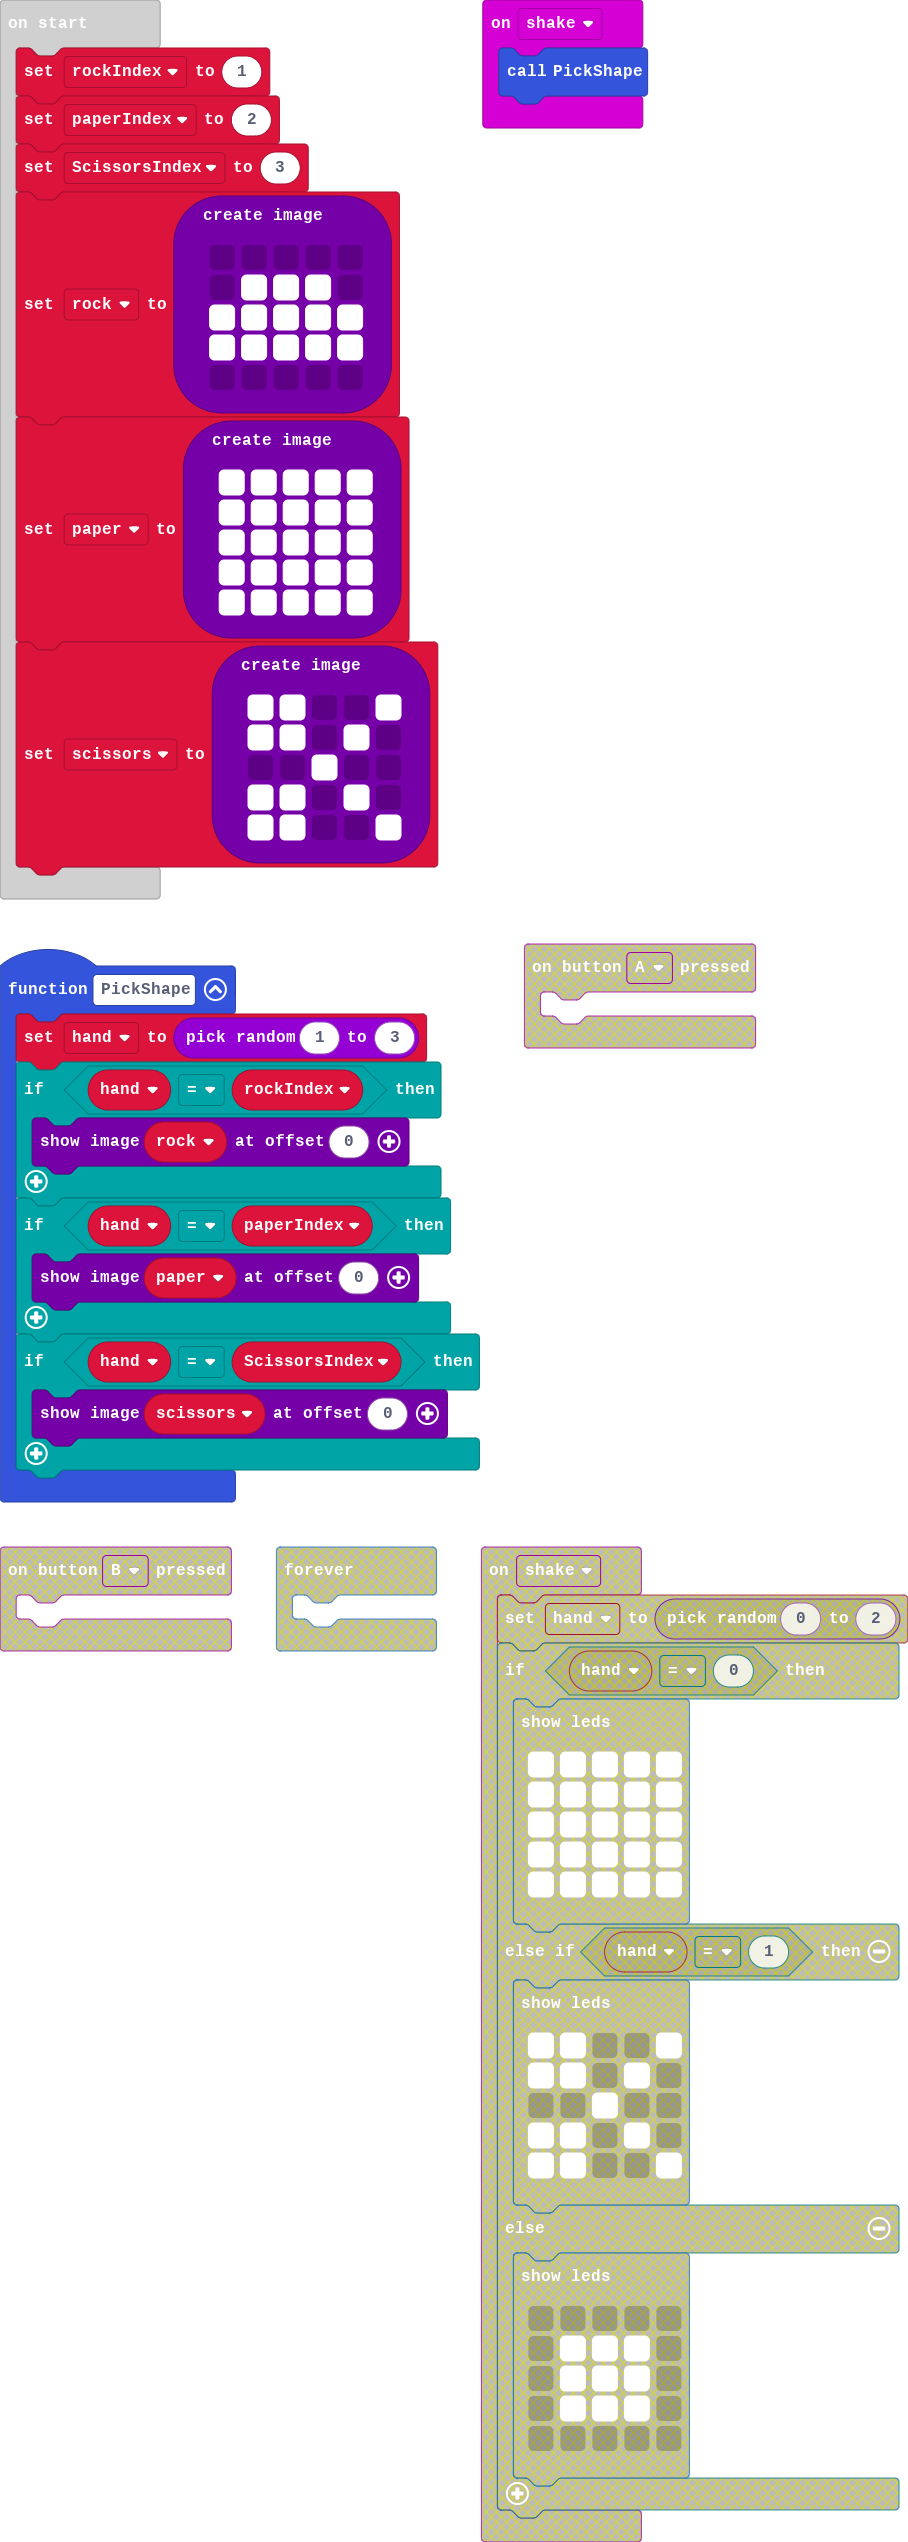 on start
set rockIndex to 1
set paperIndex to 2
set ScissorsIndex to 3
create image
set rock to
create image
set paper to
create image
set scissors to
on shake
call PickShape
function PickShape
set hand to pick random 1 to 3
if hand = rockIndex then
show image rock at offset 0
if hand = paperIndex then
show image paper at offset 0
if hand = ScissorsIndex then
show image scissors at offset 0
on button A pressed
on button B pressed
forever
on shake
set hand to pick random 0 to 2
if hand = 0 then
show leds
else if hand = 1 then
show leds
else
show leds